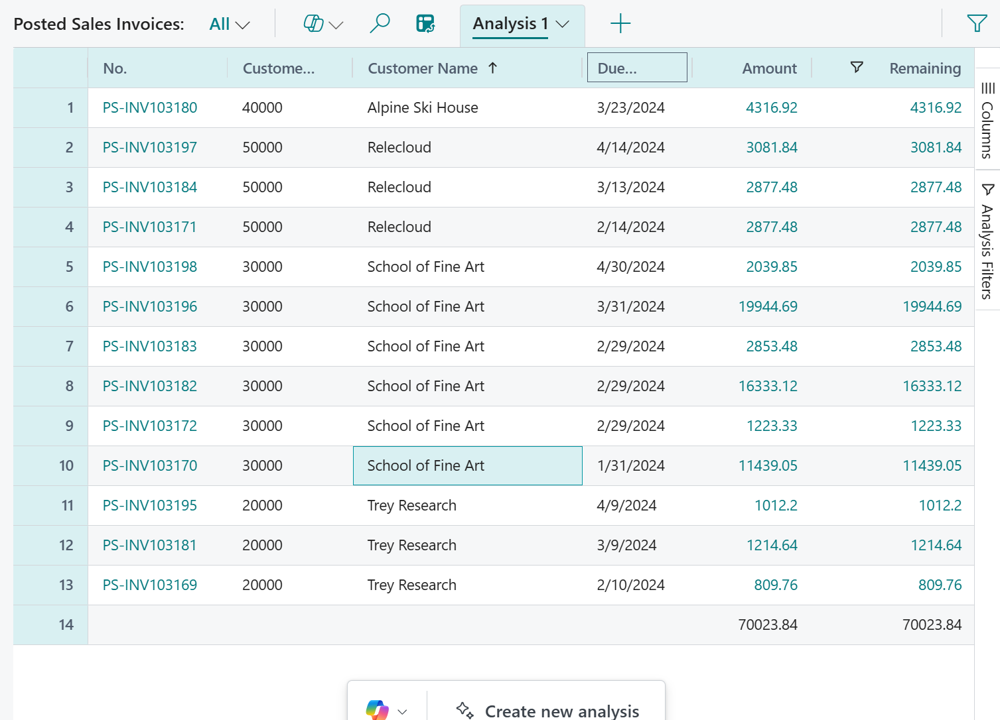 Posted Sales Invoices: All Analysis 1
No. Custome... Customer Name Due... Amount Remaining
1 PS-INV103180 40000 Alpine Ski House 3/23/2024 4316.92 4316.92
2 PS-INV103197 50000 Relecloud 4/14/2024 3081.84 3081.84
3 PS-INV103184 50000 Relecloud 3/13/2024 2877.48 2877.48
4 PS-INV103171 50000 Relecloud 2/14/2024 2877.48 2877.48
5 PS-INV103198 30000 School of Fine Art 4/30/2024 2039.85 2039.85
6 PS-INV103196 30000 School of Fine Art 3/31/2024 19944.69 19944.69
7 PS-INV103183 30000 School of Fine Art 2/29/2024 2853.48 2853.48
8 PS-INV103182 30000 School of Fine Art 2/29/2024 16333.12 16333.12
9 PS-INV103172 30000 School of Fine Art 2/29/2024 1223.33 1223.33
10 PS-INV103170 30000 School of Fine Art 1/31/2024 11439.05 11439.05
11 PS-INV103195 20000 Trey Research 4/9/2024 1012.2 1012.2
12 PS-INV103181 20000 Trey Research 3/9/2024 1214.64 1214.64
13 PS-INV103169 20000 Trey Research 2/10/2024 809.76 809.76
14 70023.84 70023.84
Columns
Analysis Filters
Create new analysis